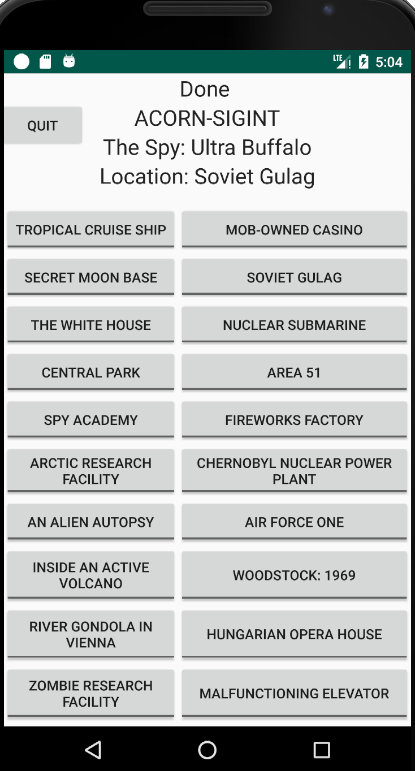 LTE 5:04
Done
QUIT
ACORN-SIGINT
The Spy: Ultra Buffalo
Location: Soviet Gulag
TROPICAL CRUISE SHIP
MOB-OWNED CASINO
SECRET MOON BASE
SOVIET GULAG
THE WHITE HOUSE
NUCLEAR SUBMARINE
CENTRAL PARK
AREA 51
SPY ACADEMY
FIREWORKS FACTORY
ARCTIC RESEARCH
FACILITY
CHERNOBYL NUCLEAR POWER
PLANT
AN ALIEN AUTOPSY
AIR FORCE ONE
INSIDE AN ACTIVE
VOLCANO
WOODSTOCK: 1969
RIVER GONDOLA IN
VIENNA
HUNGARIAN OPERA HOUSE
ZOMBIE RESEARCH
FACILITY
MALFUNCTIONING ELEVATOR